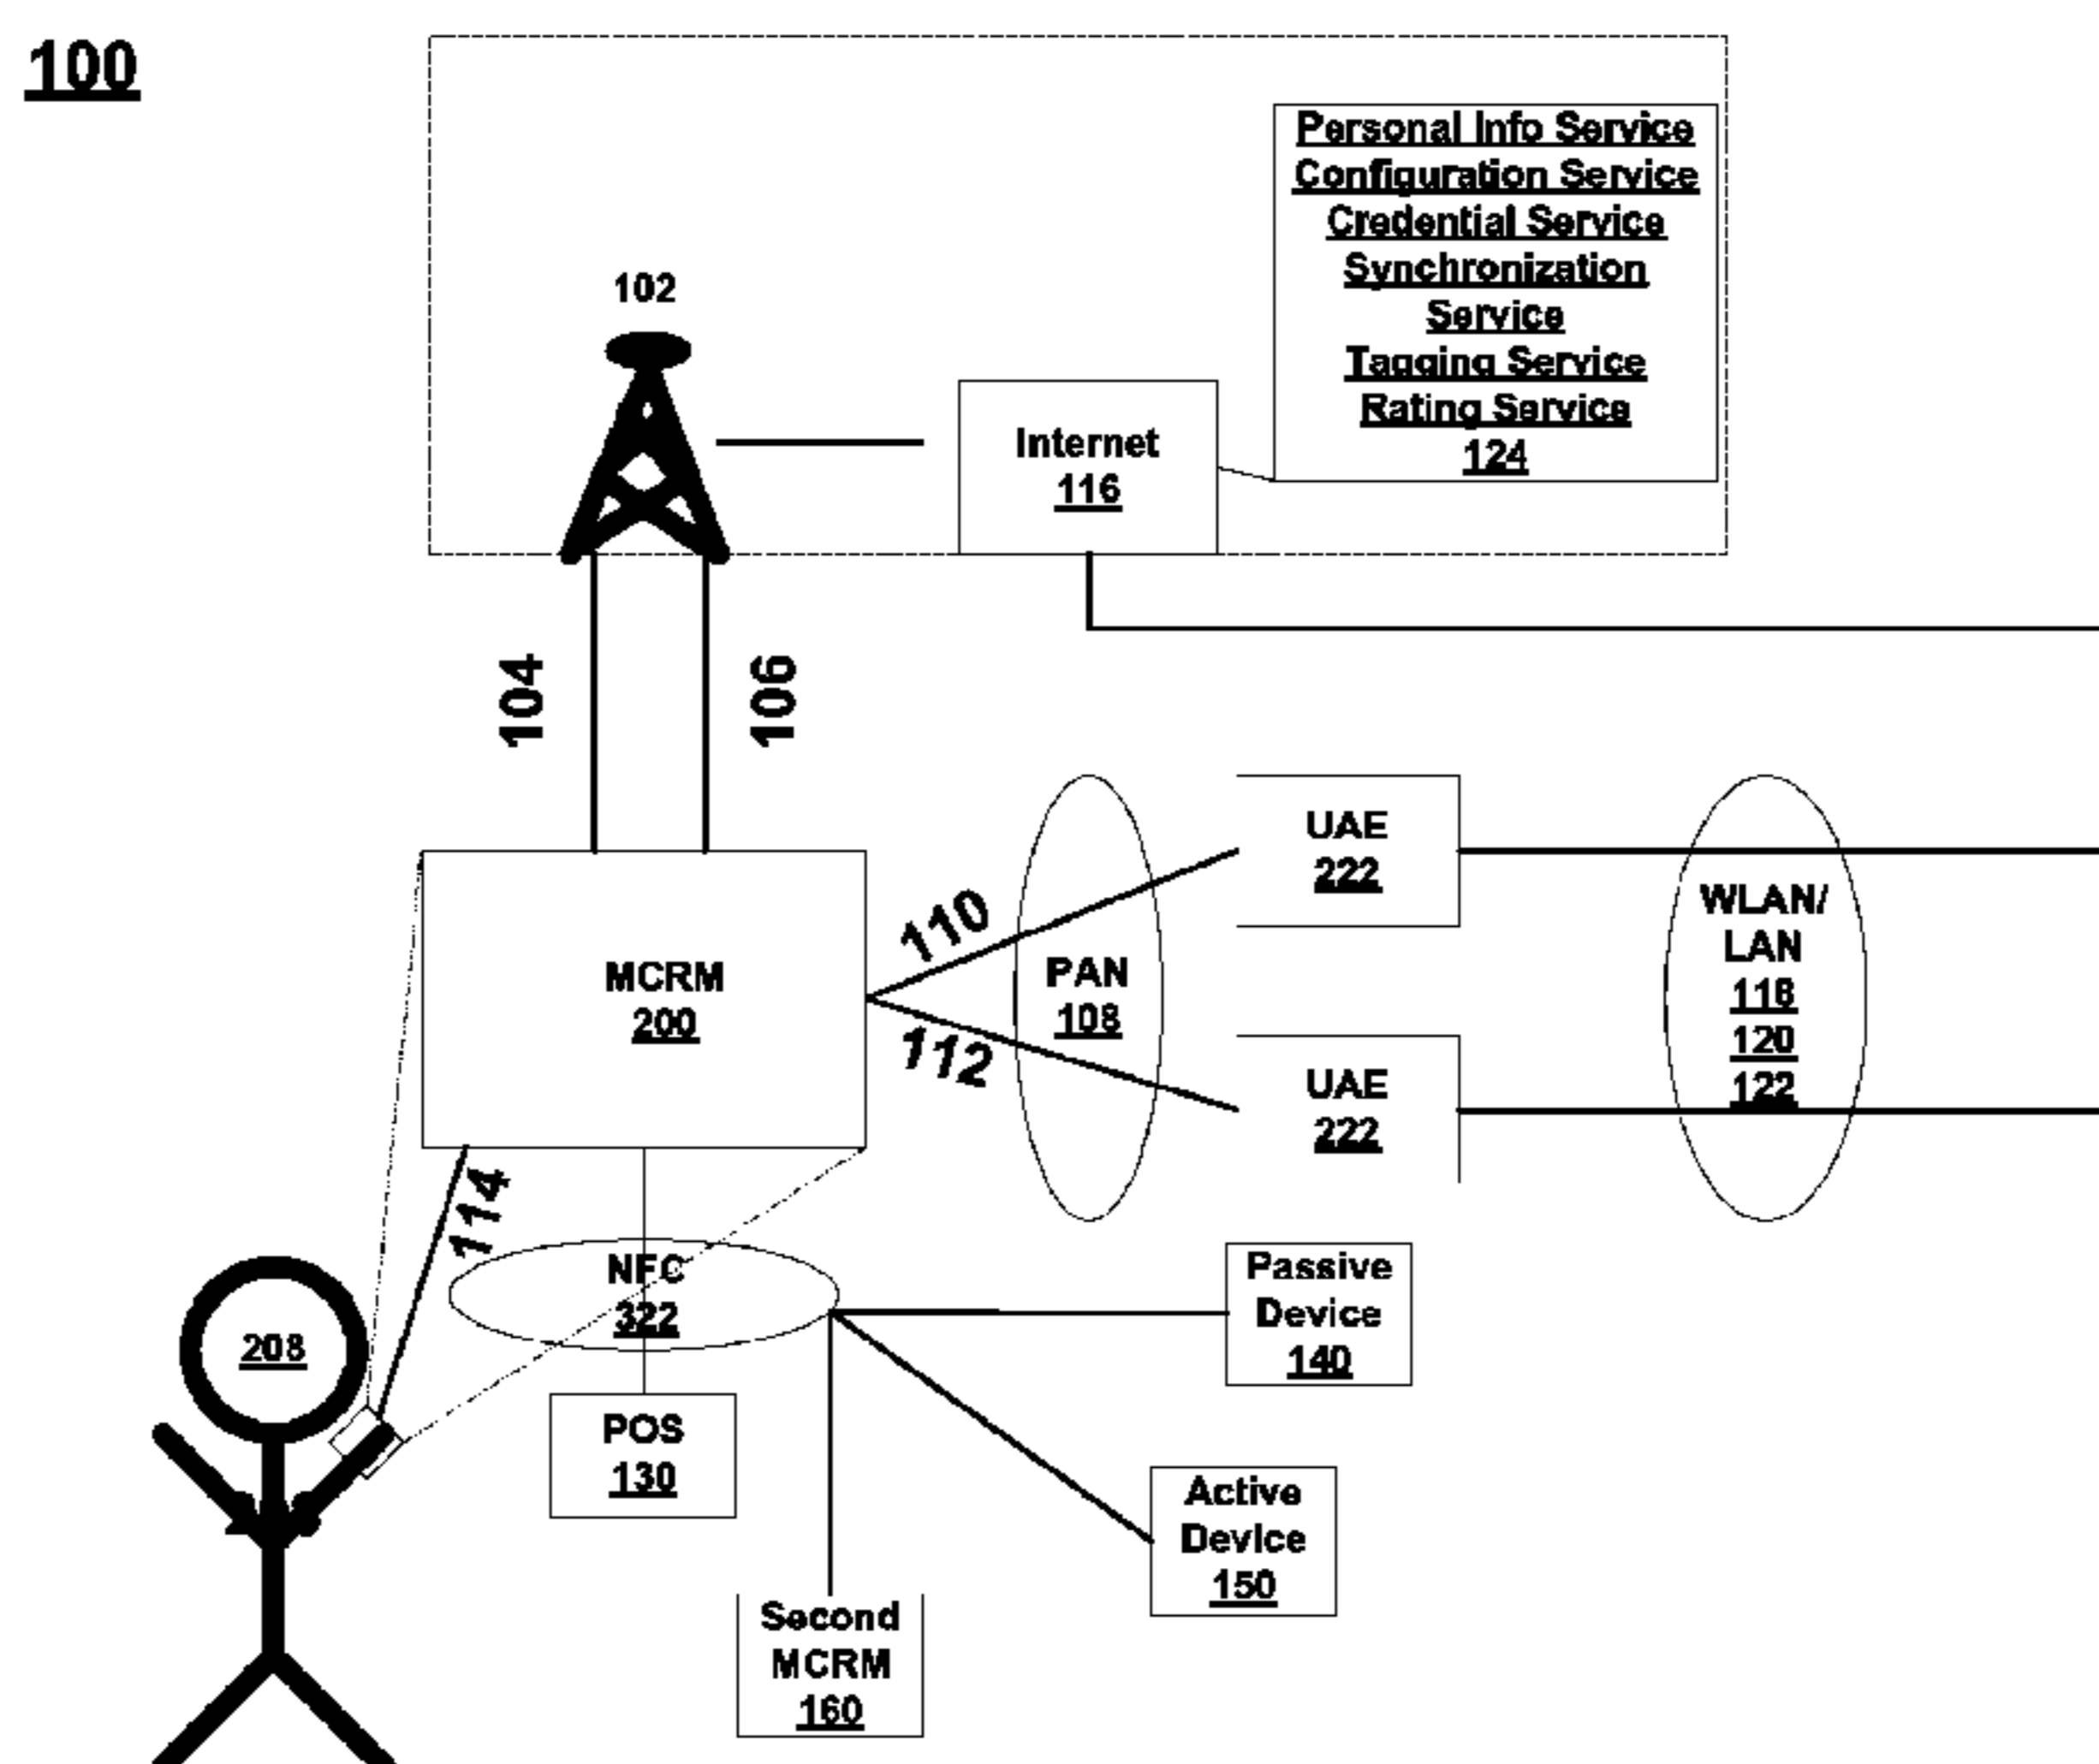 100
Personal Info Service
Configuration Service
Credential Service
Synchronization
Service
Tagging Service
Rating Service
124
102
Internet
116
104
106
UAE
222
WLAN/
LAN
118
120
122
110
PAN
108
MCRM
200
112
UAE
222
114
NFC
322
Passive
Device
140
208
POS
130
Active
Device
150
Second
MCRM
160